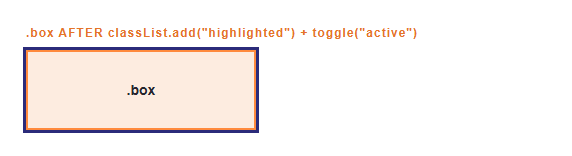 .box AFTER classList.add("highlighted") + toggle("active")
.box